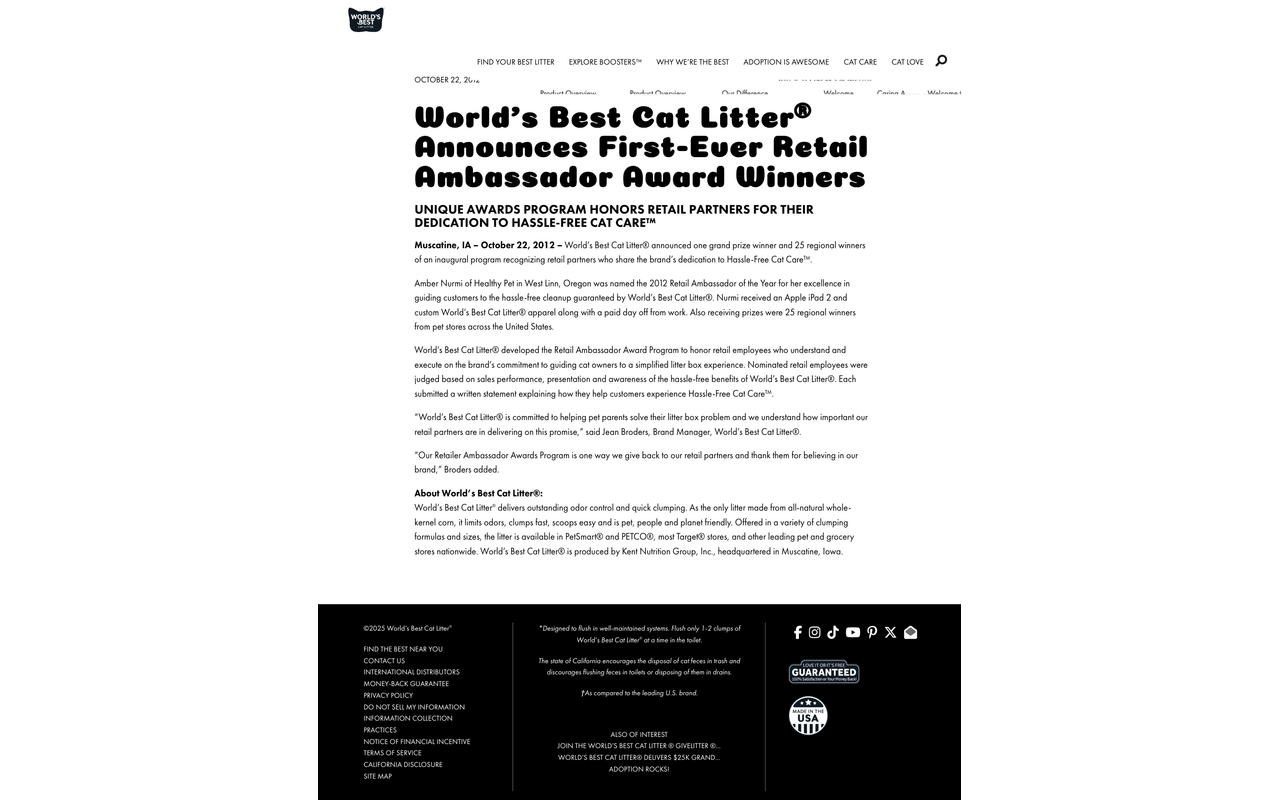 WORLD'S
BEST
CAT LITTER
FIND YOUR BEST LITTER EXPLORE BOOSTERS™ WHY WE'RE THE BEST ADOPTION IS AWESOME CAT CARE CAT LOVE
OCTOBER 22, 2012
Product Overview Product Overview Our Difference Welcome Caring A Welcome
World's Best Cat Litter®
Announces First-Ever Retail
Ambassador Award Winners
UNIQUE AWARDS PROGRAM HONORS RETAIL PARTNERS FOR THEIR
DEDICATION TO HASSLE-FREE CAT CARE™
Muscatine, IA – October 22, 2012 – World's Best Cat Litter® announced one grand prize winner and 25 regional winners
of an inaugural program recognizing retail partners who share the brand's dedication to Hassle-Free Cat Care™.
Amber Nurmi of Healthy Pet in West Linn, Oregon was named the 2012 Retail Ambassador of the Year for her excellence in
guiding customers to the hassle-free cleanup guaranteed by World's Best Cat Litter®. Nurmi received an Apple iPad 2 and
custom World's Best Cat Litter® apparel along with a paid day off from work. Also receiving prizes were 25 regional winners
from pet stores across the United States.
World's Best Cat Litter® developed the Retail Ambassador Award Program to honor retail employees who understand and
execute on the brand's commitment to guiding cat owners to a simplified litter box experience. Nominated retail employees were
judged based on sales performance, presentation and awareness of the hassle-free benefits of World's Best Cat Litter®. Each
submitted a written statement explaining how they help customers experience Hassle-Free Cat Care™.
"World's Best Cat Litter® is committed to helping pet parents solve their litter box problem and we understand how important our
retail partners are in delivering on this promise," said Jean Broders, Brand Manager, World's Best Cat Litter®.
"Our Retailer Ambassador Awards Program is one way we give back to our retail partners and thank them for believing in our
brand," Broders added.
About World's Best Cat Litter®:
World's Best Cat Litter® delivers outstanding odor control and quick clumping. As the only litter made from all-natural whole-
kernel corn, it limits odors, clumps fast, scoops easy and is pet, people and planet friendly. Offered in a variety of clumping
formulas and sizes, the litter is available in PetSmart® and PETCO®, most Target® stores, and other leading pet and grocery
stores nationwide. World's Best Cat Litter® is produced by Kent Nutrition Group, Inc., headquartered in Muscatine, Iowa.
©2025 World's Best Cat Litter®
FIND THE BEST NEAR YOU
CONTACT US
INTERNATIONAL DISTRIBUTORS
MONEY-BACK GUARANTEE
PRIVACY POLICY
DO NOT SELL MY INFORMATION
INFORMATION COLLECTION
PRACTICES
NOTICE OF FINANCIAL INCENTIVE
TERMS OF SERVICE
CALIFORNIA DISCLOSURE
SITE MAP
*Designed to flush in well-maintained systems. Flush only 1-2 clumps of
World's Best Cat Litter® at a time in the toilet.
The state of California encourages the disposal of cat feces in trash and
discourages flushing feces in toilets or disposing of them in drains.
†As compared to the leading U.S. brand.
ALSO OF INTEREST
JOIN THE WORLD'S BEST CAT LITTER ® GIVELITTER ®...
WORLD'S BEST CAT LITTER® DELIVERS $25K GRAND...
ADOPTION ROCKS!
LOVE IT OR IT'S FREE
GUARANTEED
100% Satisfaction or Your Money Back!
MADE IN THE
USA